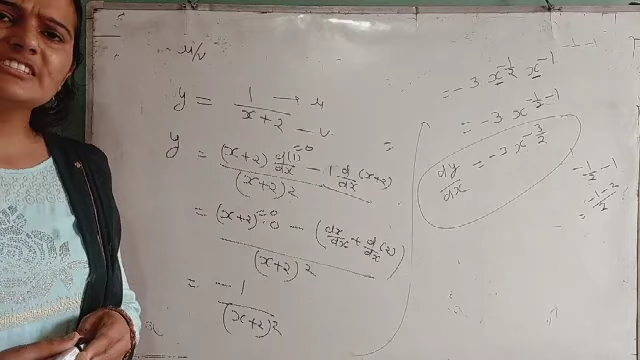 u/v
y = 1/(x+2) → u
– v
y = ((x+2) d(1)/dx =0 – 1 d/dx (x+2))/(x+2)2
= ((x+2)=0 .0 – (dx/dx + d/dx (2)))/(x+2)2
= –1/(x+2)2
= –3 x^-1/2 x^-1
= –3 x^-1/2-1
dy/dx = –3 x^-3/2
-1/2 –1
= -1-2/2